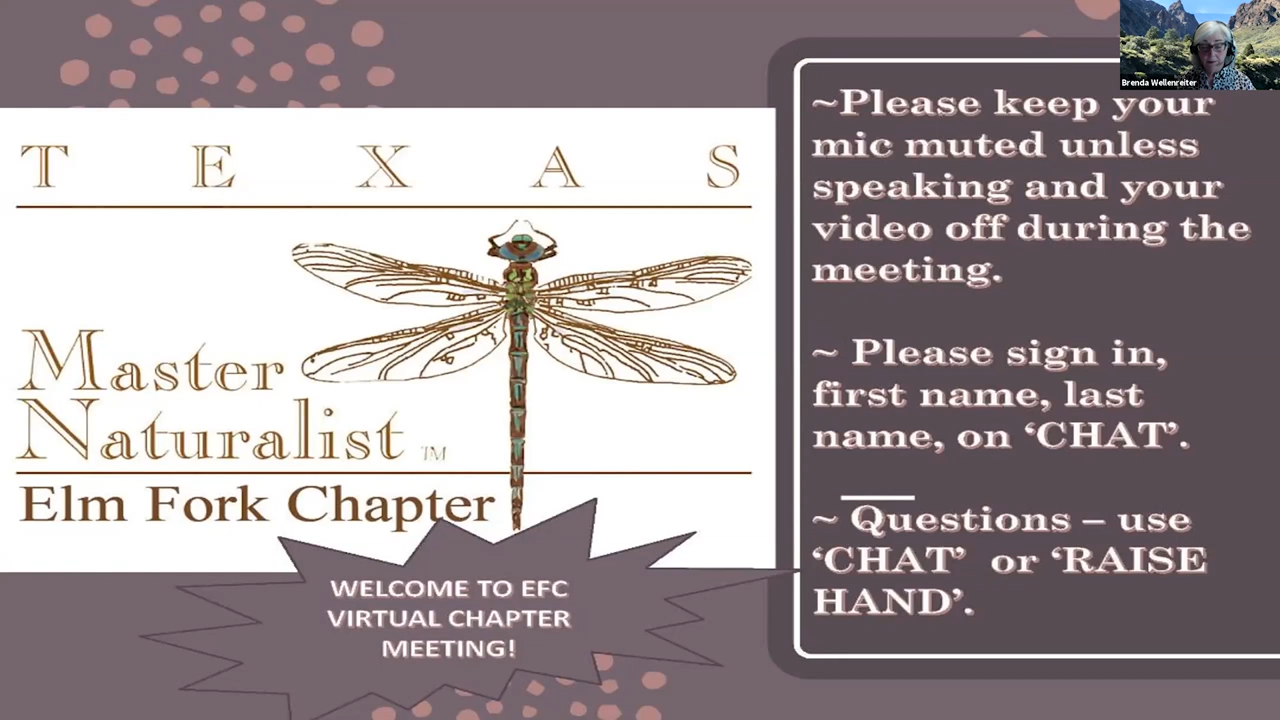 TEXAS
Master
Naturalist TM
Elm Fork Chapter
WELCOME TO EFC
VIRTUAL CHAPTER
MEETING!
Brenda Wellenreiter
~Please keep your
mic muted unless
speaking and your
video off during the
meeting.
~ Please sign in,
first name, last
name, on ‘CHAT’.
~ Questions – use
‘CHAT’ or ‘RAISE
HAND’.